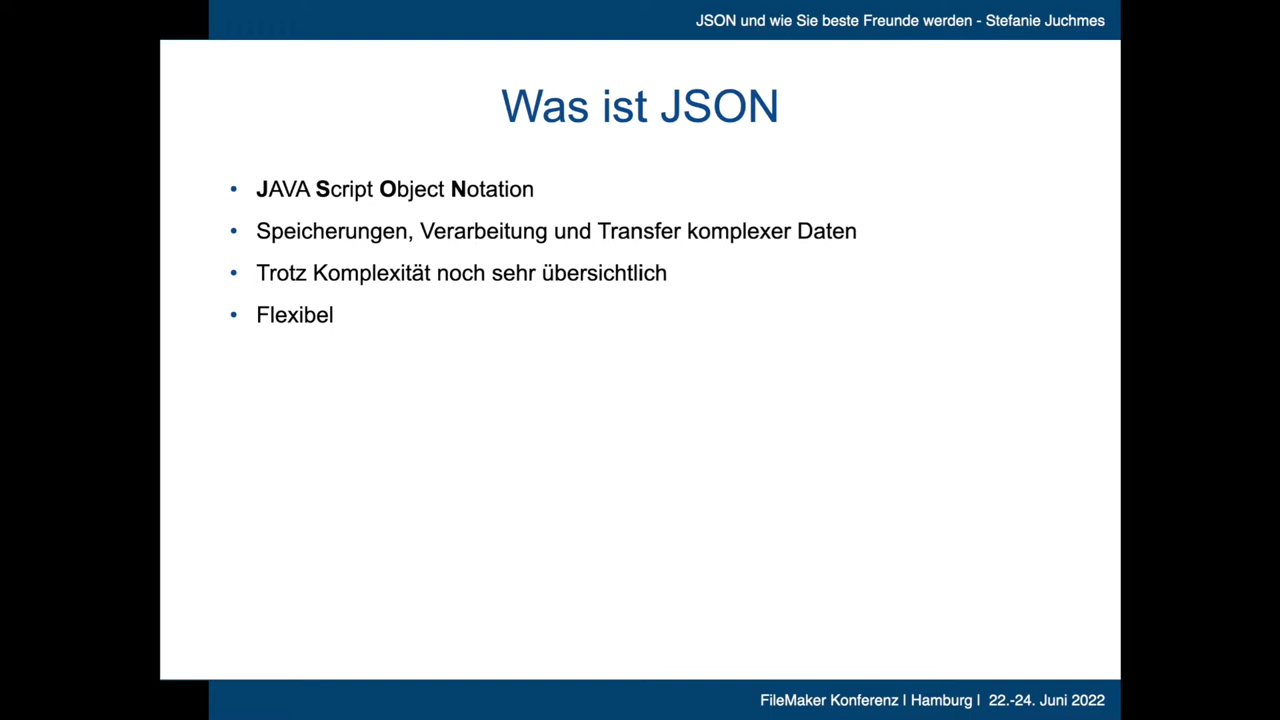 JSON und wie Sie beste Freunde werden - Stefanie Juchmes
Was ist JSON
• JAVA Script Object Notation
• Speicherungen, Verarbeitung und Transfer komplexer Daten
• Trotz Komplexität noch sehr übersichtlich
• Flexibel
FileMaker Konferenz | Hamburg | 22.-24. Juni 2022